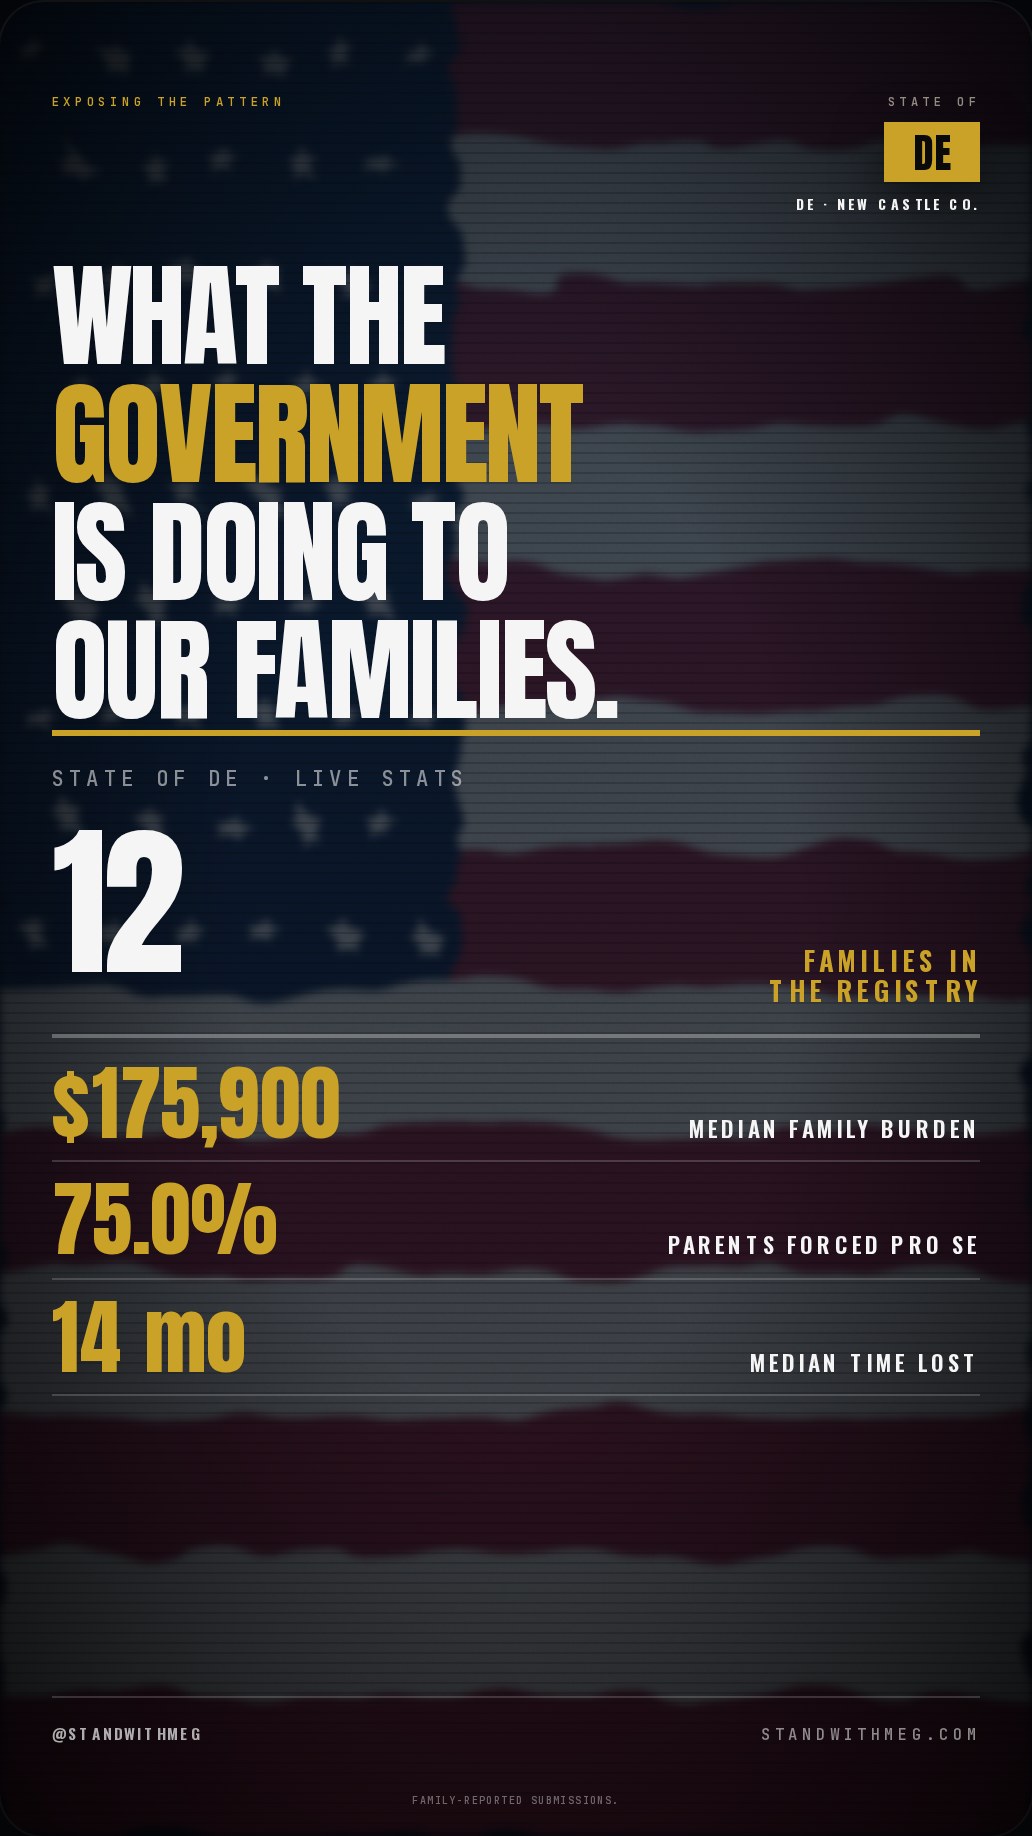 EXPOSING THE PATTERN
STATE OF
DE
DE · NEW CASTLE CO.
WHAT THE
GOVERNMENT
IS DOING TO
OUR FAMILIES.
STATE OF DE · LIVE STATS
12
FAMILIES IN
THE REGISTRY
$175,900
MEDIAN FAMILY BURDEN
75.0%
PARENTS FORCED PRO SE
14 mo
MEDIAN TIME LOST
@STANDWITHMEG
STANDWITHMEG.COM
FAMILY-REPORTED SUBMISSIONS.